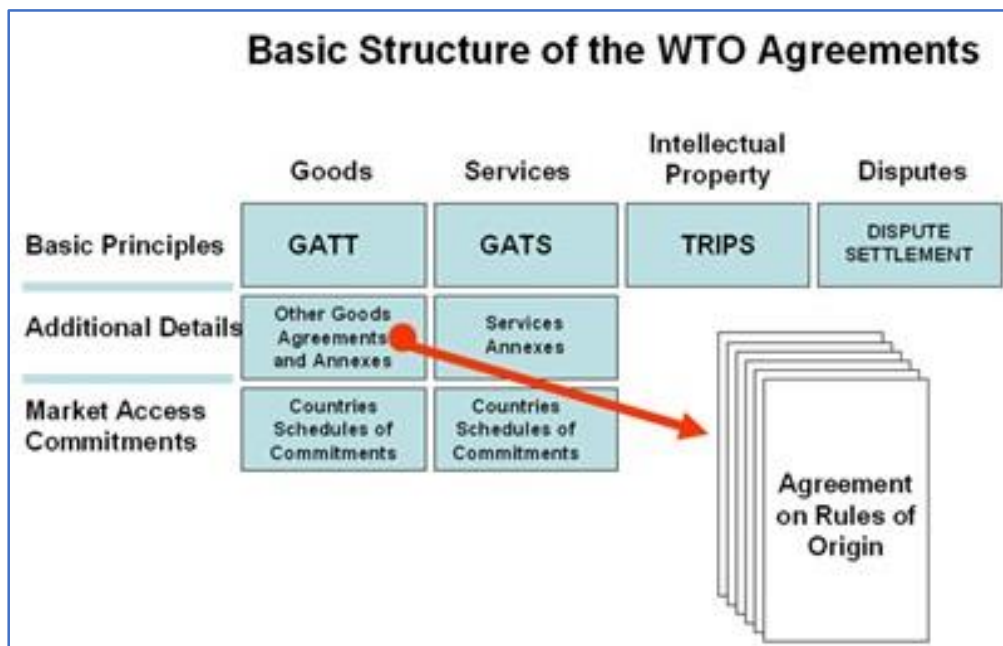 Basic Structure of the WTO Agreements
Goods
Services
Intellectual
Property
Disputes
Basic Principles
GATT
GATS
TRIPS
DISPUTE
SETTLEMENT
Additional Details
Other Goods
Agreements
and Annexes
Services
Annexes
Market Access
Commitments
Countries
Schedules of
Commitments
Countries
Schedules of
Commitments
Agreement
on Rules of
Origin